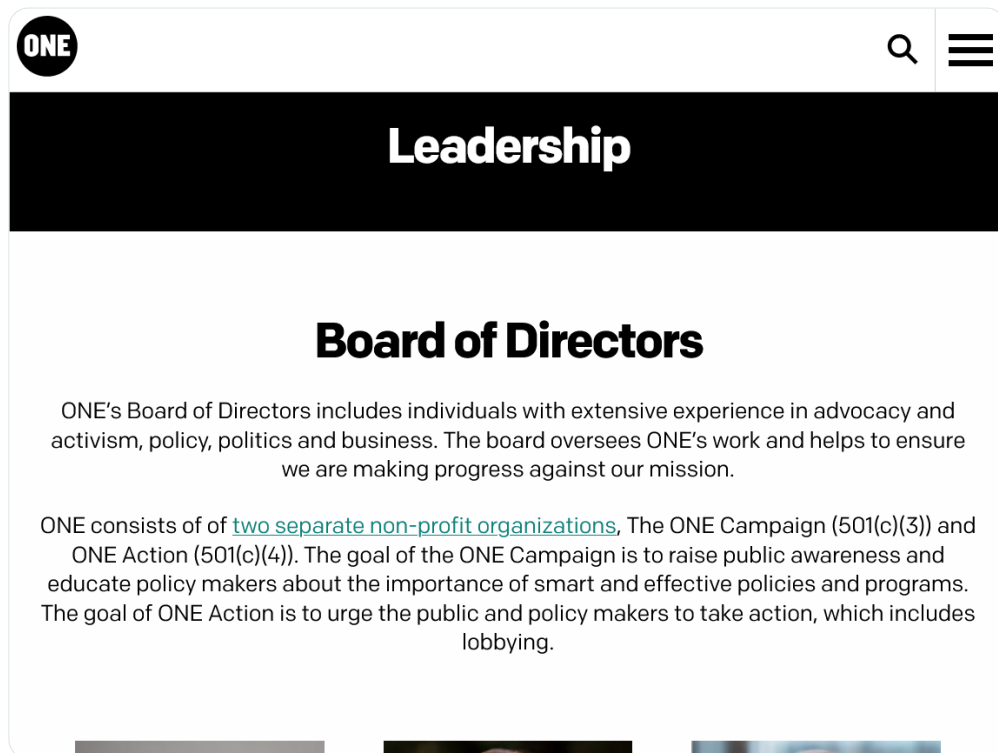 ONE
Leadership
Board of Directors
ONE’s Board of Directors includes individuals with extensive experience in advocacy and
activism, policy, politics and business. The board oversees ONE’s work and helps to ensure
we are making progress against our mission.
ONE consists of of two separate non-profit organizations, The ONE Campaign (501(c)(3)) and
ONE Action (501(c)(4)). The goal of the ONE Campaign is to raise public awareness and
educate policy makers about the importance of smart and effective policies and programs.
The goal of ONE Action is to urge the public and policy makers to take action, which includes
lobbying.